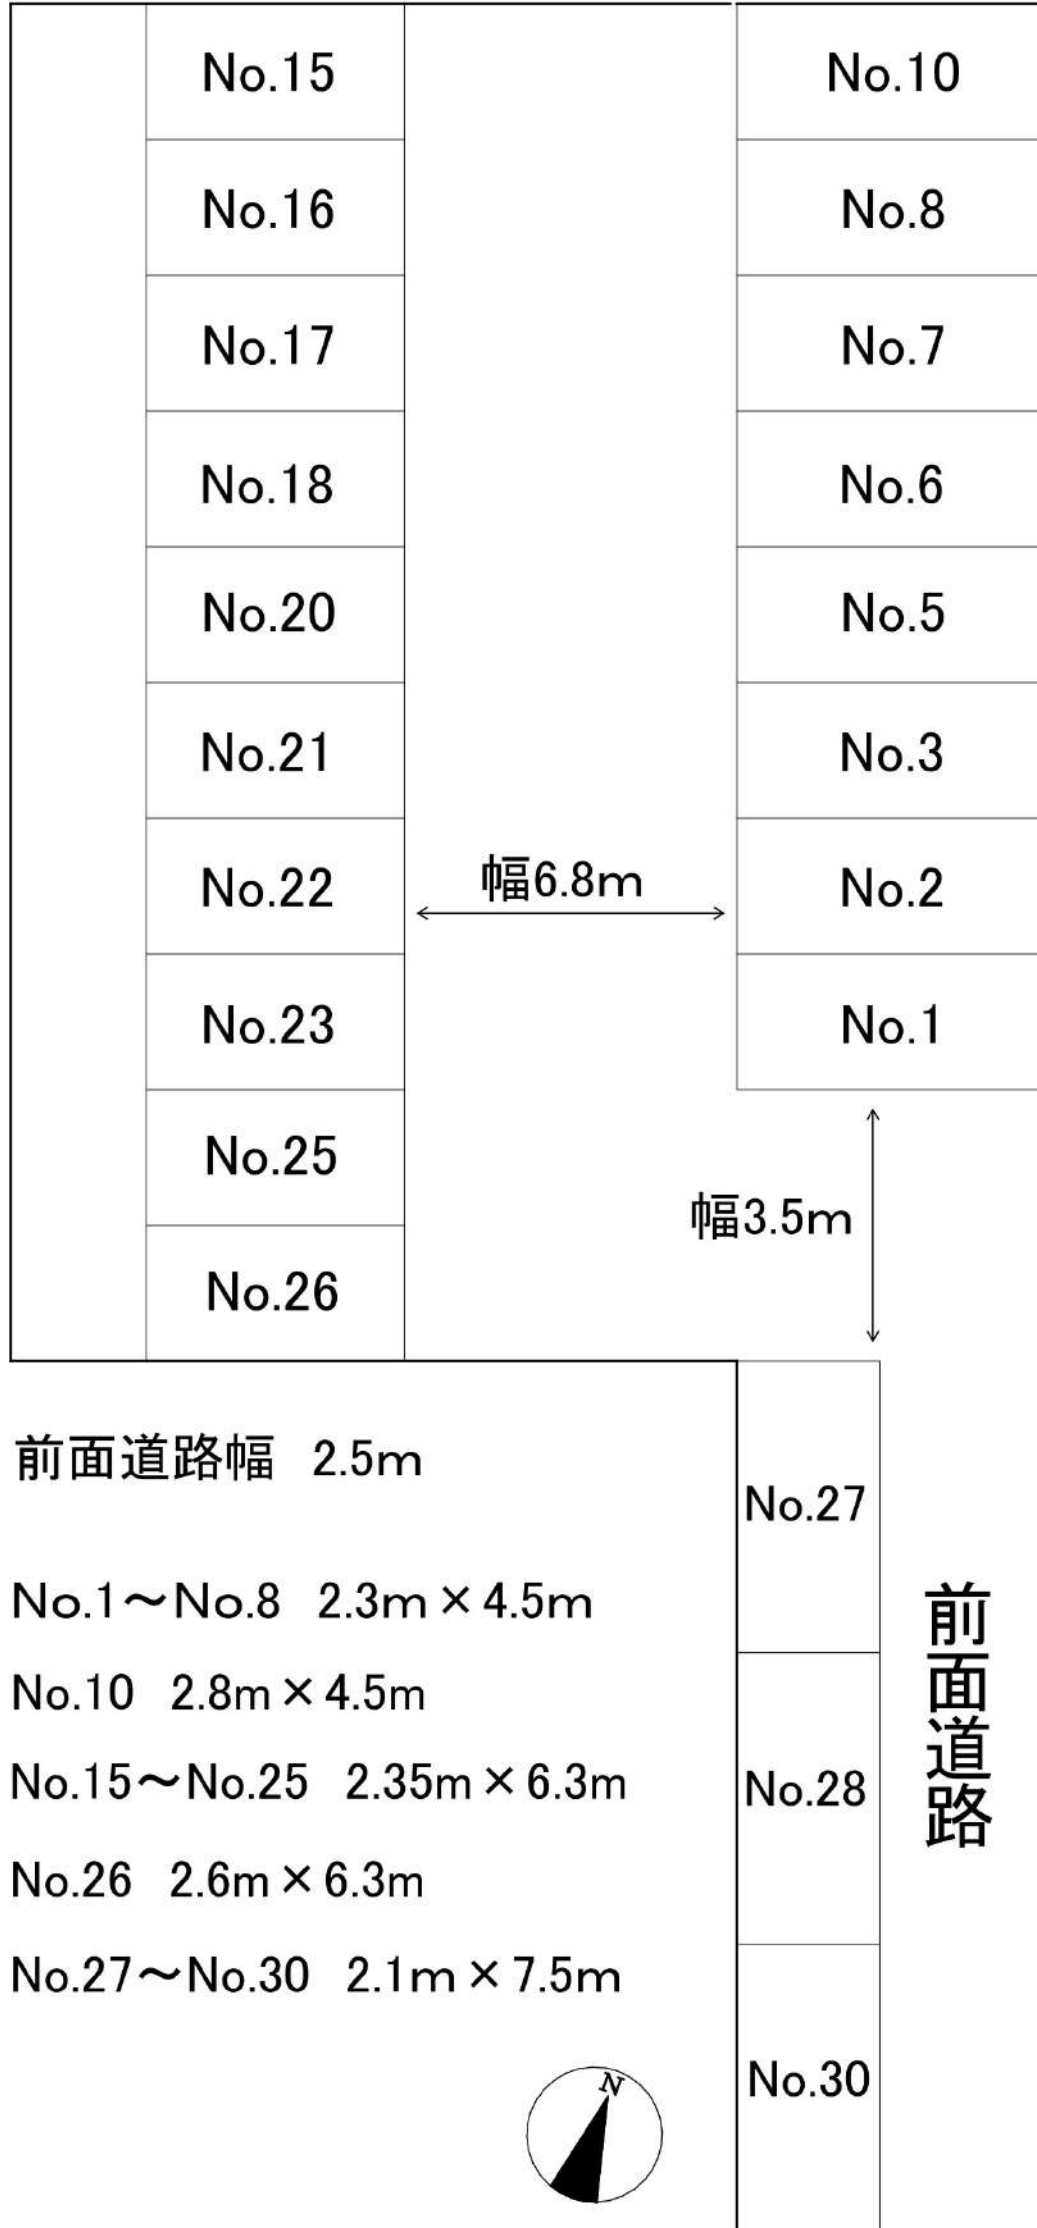 No.15
No.10
No.16
No.8
No.17
No.7
No.18
No.6
No.20
No.5
No.21
No.3
No.22
幅6.8m
No.2
No.23
No.1
No.25
幅3.5m
No.26
前面道路幅 2.5m
No.27
No.1～No.8 2.3m×4.5m
前面道路
No.10 2.8m×4.5m
No.15～No.25 2.35m×6.3m
No.28
No.26 2.6m×6.3m
No.27～No.30 2.1m×7.5m
No.30
N